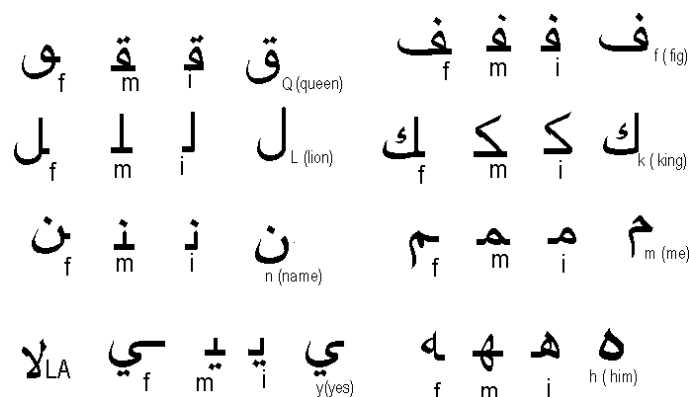 ف فـ ـفـ ـف ق قـ ـقـ ـٯ
f m i Q (queen) f m i f ( fig)
ك كـ ـكـ ـك ل لـ ـلـ ـل
f m i L (lion) f m i k ( king)
م مـ ـمـ ـم ن نـ ـنـ ـن
f m i n (name) f m i m (me)
ه هـ ـهـ ـه ي يـ ـيـ ـي لا
LA f m i y(yes) f m i h ( him)